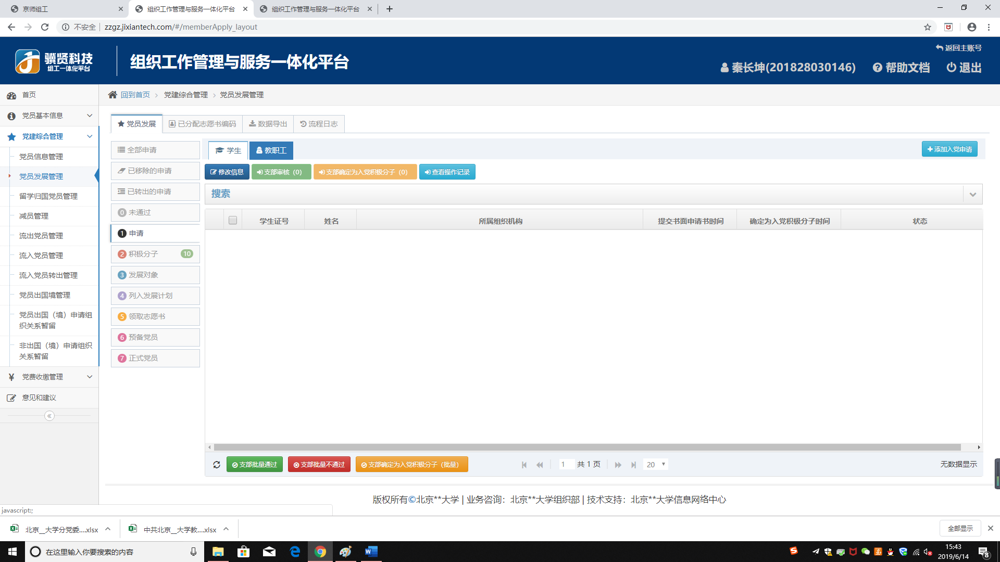 京师组工
组织工作管理与服务一体化平台
组织工作管理与服务一体化平台
不安全
zzgz.jixiantech.com/#/memberApply_layout
骥贤科技
组工一体化平台
组织工作管理与服务一体化平台
返回主账号
秦长坤(201828030146)
帮助文档
退出
首页
党员基本信息
党建综合管理
党员信息管理
党员发展管理
留学归国党员管理
减员管理
流出党员管理
流入党员管理
流入党员转出管理
党员出国境管理
党员出国（境）申请组
织关系暂留
非出国（境）申请组织
关系暂留
¥ 党费收缴管理
意见和建议
回到首页 > 党建综合管理 > 党员发展管理
党员发展
已分配志愿书编码
数据导出
流程日志
全部申请
已移除的申请
已转出的申请
0 未通过
1 申请
2 积极分子 10
3 发展对象
4 列入发展计划
5 领取志愿书
6 预备党员
7 正式党员
学生
教职工
添加入党申请
修改信息
支部审核（0）
支部确定为入党积极分子（0）
查看操作记录
搜索
学生证号
姓名
所属组织机构
提交书面申请书时间
确定为入党积极分子时间
状态
支部批量通过
支部批量不通过
支部确定为入党积极分子（批量）
1 共 1 页
20
无数据显示
版权所有©北京**大学 | 业务咨询：北京**大学组织部 | 技术支持：北京**大学信息网络中心
javascript:;
北京__大学分党委....xlsx
中共北京__大学教....xlsx
全部显示
在这里输入你要搜索的内容
15:43
2019/6/14
8